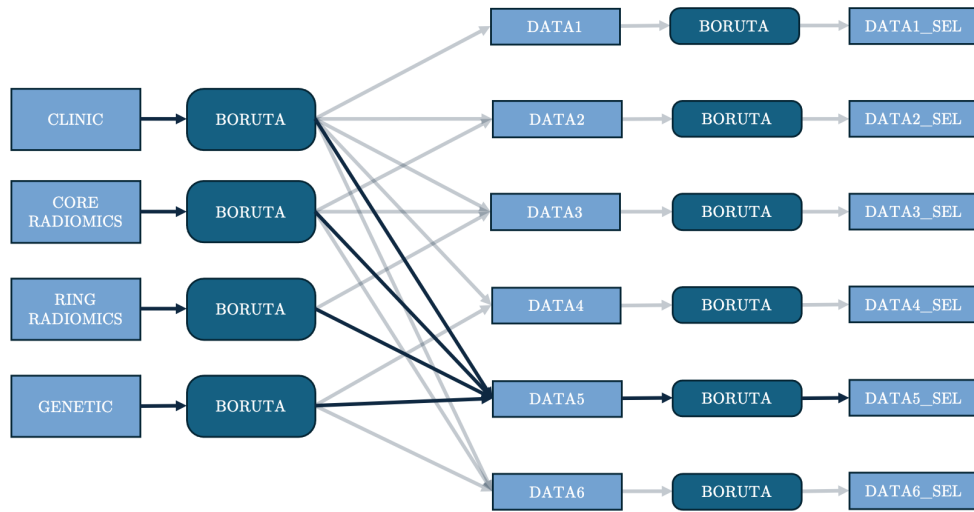 DATA1
BORUTA
DATA1_SEL
CLINIC
BORUTA
DATA2
BORUTA
DATA2_SEL
CORE
RADIOMICS
BORUTA
DATA3
BORUTA
DATA3_SEL
RING
RADIOMICS
BORUTA
DATA4
BORUTA
DATA4_SEL
GENETIC
BORUTA
DATA5
BORUTA
DATA5_SEL
DATA6
BORUTA
DATA6_SEL